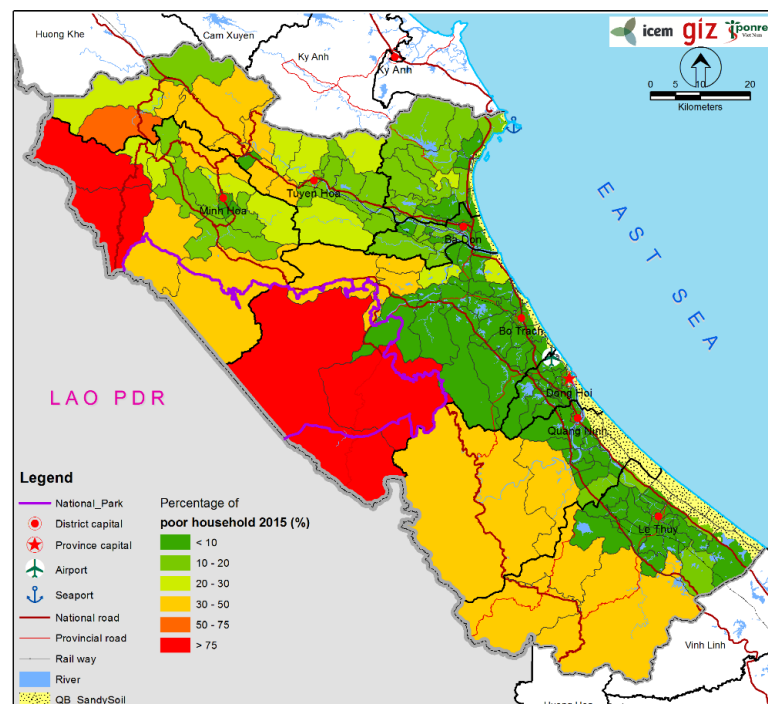 Huong Khe
Cam Xuyen
Ky Anh
Ky Anh
icem
giz
ponre
Viet Nam
0 5 10 20
Kilometers
EAST SEA
Tuyen Hoa
Minh Hoa
Ba Don
Bo Trach
Dong Hoi
Quang Ninh
Le Thuy
LAO PDR
Vinh Linh
Legend
National_Park
District capital
Province capital
Airport
Seaport
National road
Provincial road
Rail way
River
QB_SandySoil
Percentage of
poor household 2015 (%)
< 10
10 - 20
20 - 30
30 - 50
50 - 75
> 75